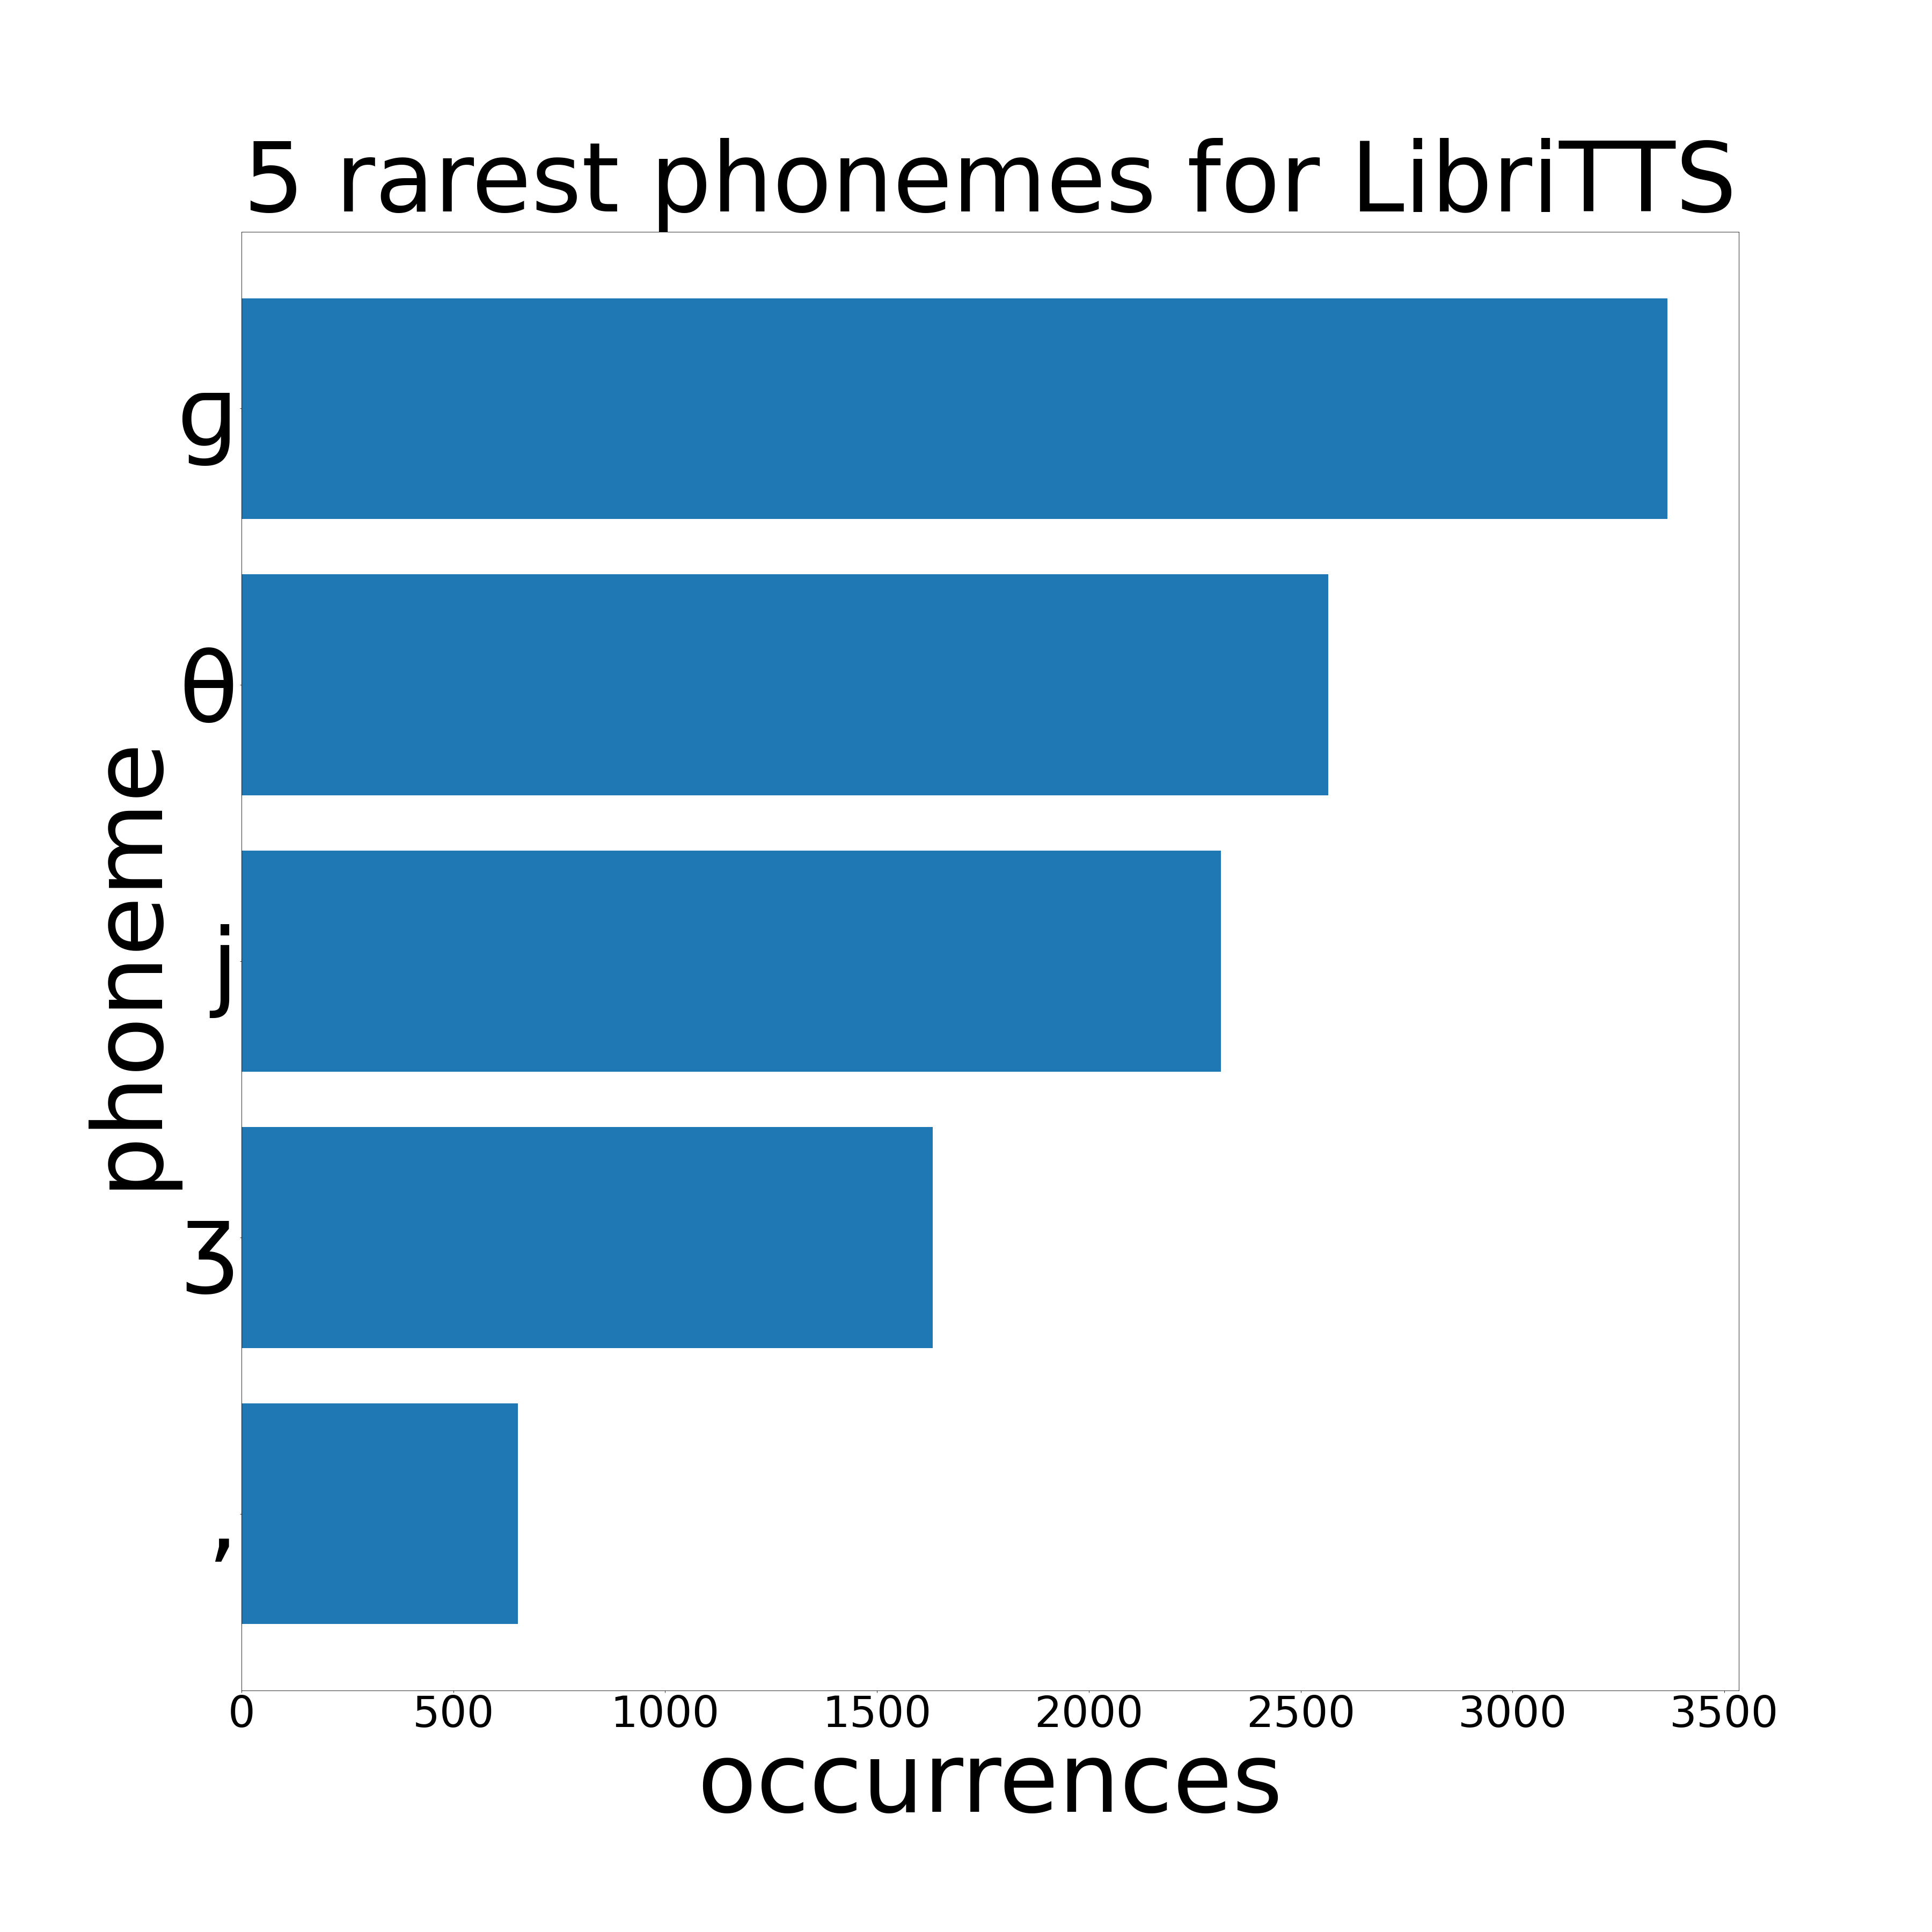 5 rarest phonemes for LibriTTS
ɡ
θ
j
ʒ
,
phoneme
0 500 1000 1500 2000 2500 3000 3500
occurrences